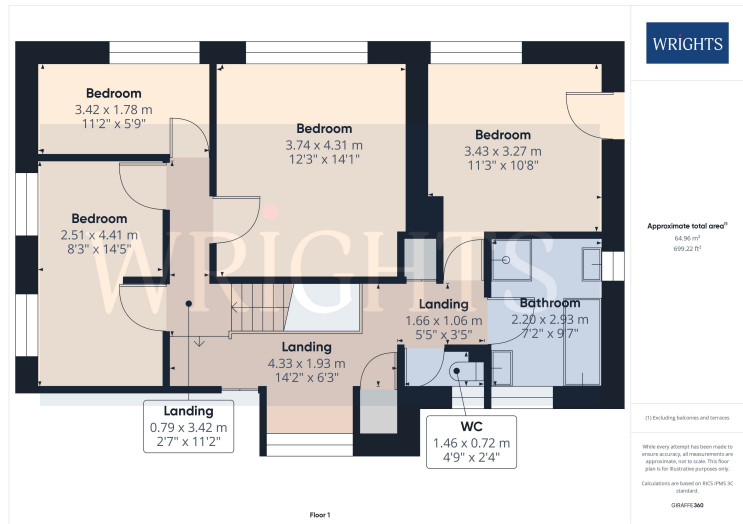 Bedroom
3.42 x 1.78 m
11'2" x 5'9"
Bedroom
3.74 x 4.31 m
12'3" x 14'1"
Bedroom
3.43 x 3.27 m
11'3" x 10'8"
Bedroom
2.51 x 4.41 m
8'3" x 14'5"
WRIGHTS
Landing
1.66 x 1.06 m
5'5" x 3'5"
Bathroom
2.20 x 2.93 m
7'2" x 9'7"
Landing
4.33 x 1.93 m
14'2" x 6'3"
Landing
0.79 x 3.42 m
2'7" x 11'2"
WC
1.46 x 0.72 m
4'9" x 2'4"
Floor 1
WRIGHTS
Approximate total area(1)
64.96 m²
699.22 ft²
(1) Excluding balconies and terraces
While every attempt has been made to
ensure accuracy, all measurements are
approximate, not to scale. This floor
plan is for illustrative purposes only.
Calculations are based on RICS IPMS 3C
standard.
GIRAFFE360